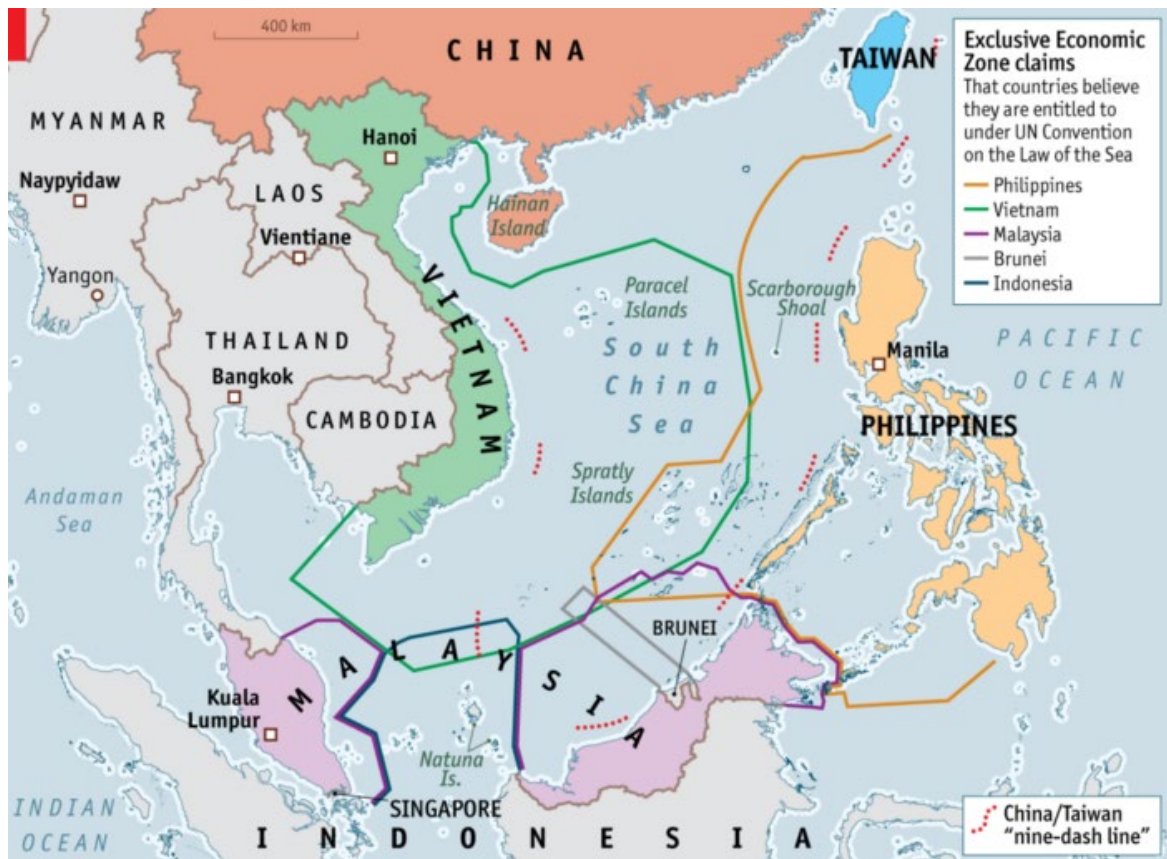 400 km
CHINA
TAIWAN
Exclusive Economic
Zone claims
That countries believe
they are entitled to
under UN Convention
on the Law of the Sea
Philippines
Vietnam
Malaysia
Brunei
Indonesia
MYANMAR
Hanoi
Naypyidaw
LAOS
Hainan
Island
Vientiane
Yangon
VIETNAM
Paracel
Islands
Scarborough
Shoal
THAILAND
South
China
Sea
PACIFIC
OCEAN
Manila
Bangkok
CAMBODIA
PHILIPPINES
Andaman
Sea
Spratly
Islands
BRUNEI
MALAYSIA
Kuala
Lumpur
Natuna
Is.
SINGAPORE
INDIAN
OCEAN
INDONESIA
China/Taiwan
"nine-dash line"